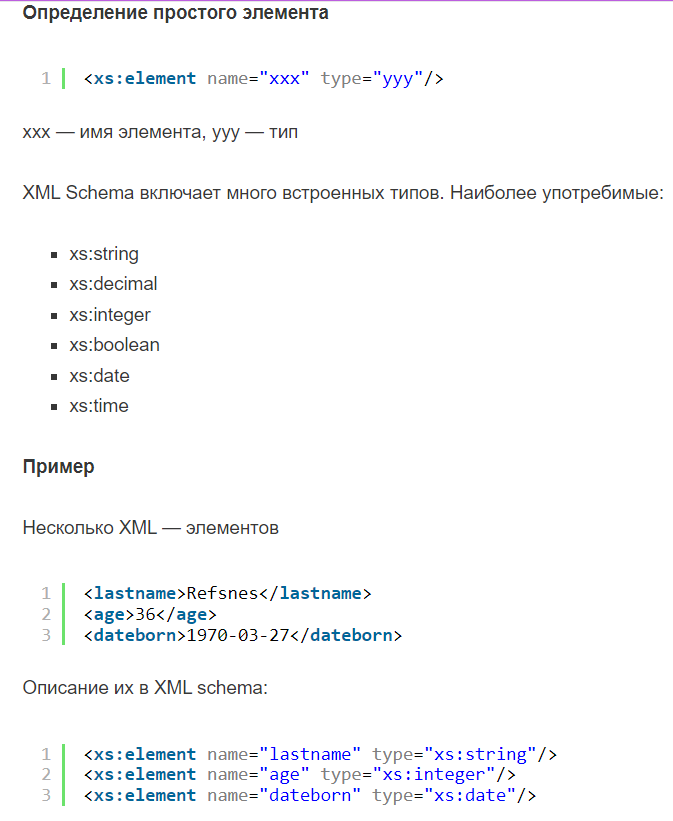 Определение простого элемента
1 <xs:element name="xxx" type="yyy"/>
xxx — имя элемента, yyy — тип
XML Schema включает много встроенных типов. Наиболее употребимые:
xs:string
xs:decimal
xs:integer
xs:boolean
xs:date
xs:time
Пример
Несколько XML — элементов
1 <lastname>Refsnes</lastname>
2 <age>36</age>
3 <dateborn>1970-03-27</dateborn>
Описание их в XML schema:
1 <xs:element name="lastname" type="xs:string"/>
2 <xs:element name="age" type="xs:integer"/>
3 <xs:element name="dateborn" type="xs:date"/>